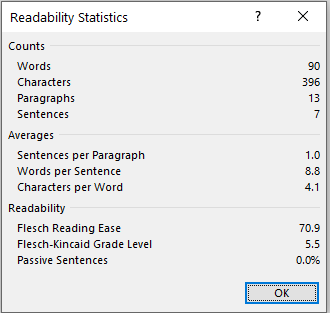 Readability Statistics ? ×
Counts
Words 90
Characters 396
Paragraphs 13
Sentences 7
Averages
Sentences per Paragraph 1.0
Words per Sentence 8.8
Characters per Word 4.1
Readability
Flesch Reading Ease 70.9
Flesch-Kincaid Grade Level 5.5
Passive Sentences 0.0%
OK